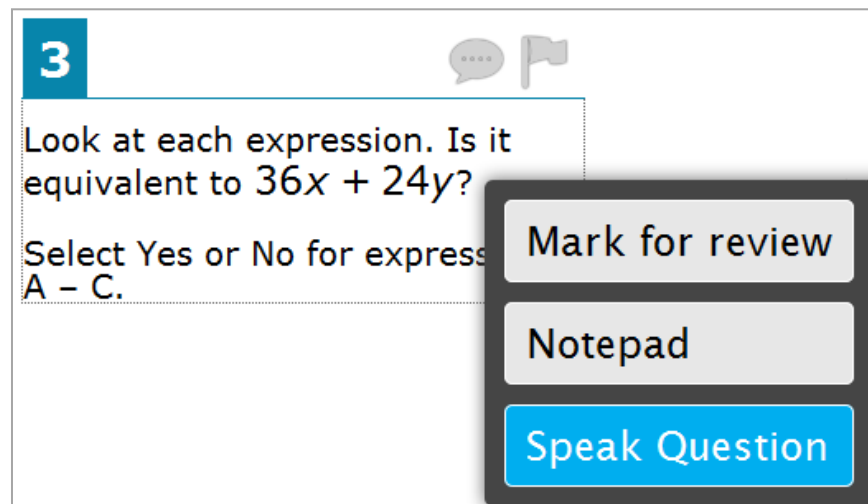 3
Look at each expression. Is it
equivalent to 36x + 24y?
Select Yes or No for express
A – C.
Mark for review
Notepad
Speak Question